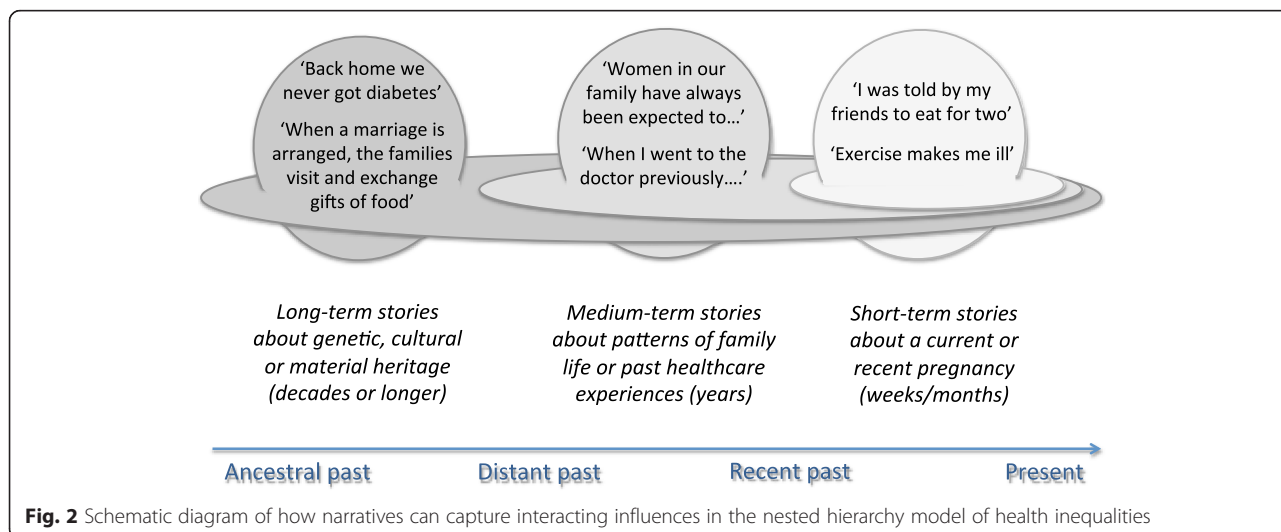 ‘Back home we
never got diabetes’
‘When a marriage is
arranged, the families
visit and exchange
gifts of food’
‘Women in our
family have always
been expected to…’
‘When I went to the
doctor previously….’
‘I was told by my
friends to eat for two’
‘Exercise makes me ill’
Long-term stories
about genetic, cultural
or material heritage
(decades or longer)
Medium-term stories
about patterns of family
life or past healthcare
experiences (years)
Short-term stories
about a current or
recent pregnancy
(weeks/months)
Ancestral past
Distant past
Recent past
Present
Fig. 2 Schematic diagram of how narratives can capture interacting influences in the nested hierarchy model of health inequalities